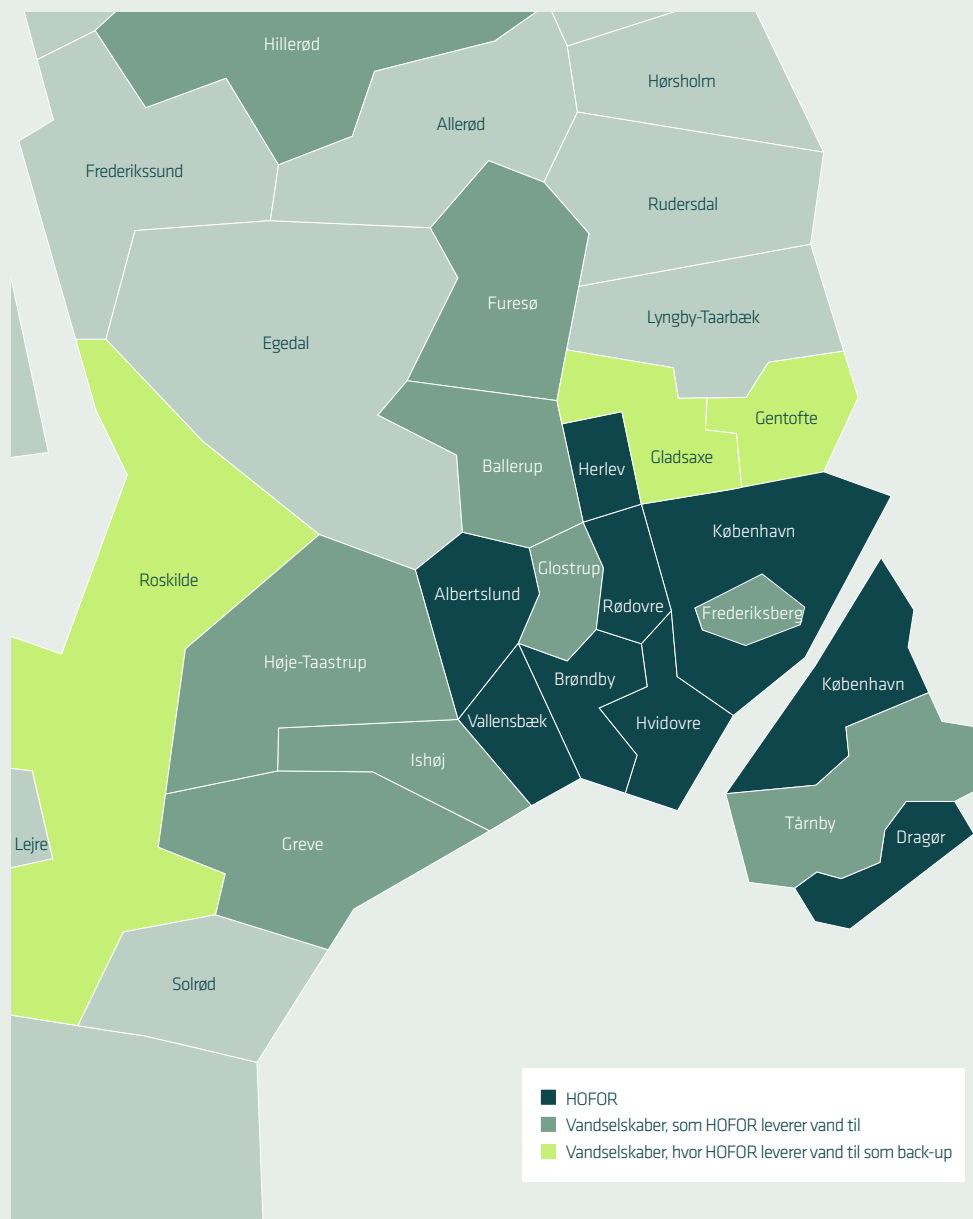 Hillerød
Hørsholm
Allerød
Frederikssund
Rudersdal
Furesø
Lyngby-Taarbæk
Egedal
Gentofte
Gladsaxe
Ballerup
Herlev
København
Glostrup
Roskilde
Albertslund
Rødovre
Frederiksberg
Høje-Taastrup
Brøndby
København
Vallensbæk
Hvidovre
Ishøj
Tårnby
Dragør
Lejre
Greve
Solrød
HOFOR
Vandselskaber, som HOFOR leverer vand til
Vandselskaber, hvor HOFOR leverer vand til som back-up